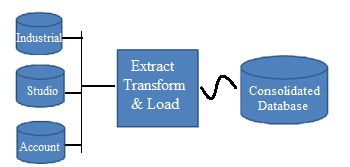 Industrial
Studio
Account
Extract
Transform
& Load
Consolidated
Database